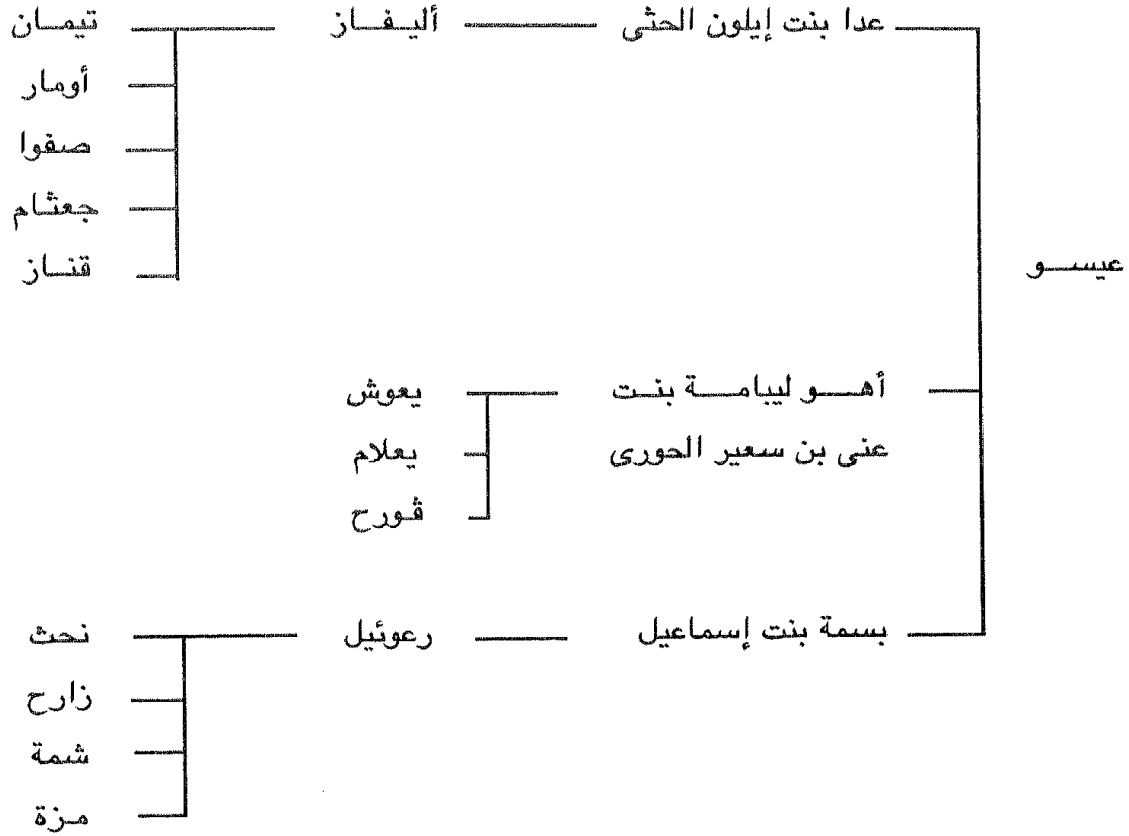 عدا بنت إيلون الحثى أليفاز تيمان
أومار
صفوا
جعثام
قناز
عيسو
أهو ليبامة بنت يعوش
عنى بن سعير الحورى يعلام
قورح
بسمة بنت إسماعيل رعوئيل نحث
زارح
شمة
مزة